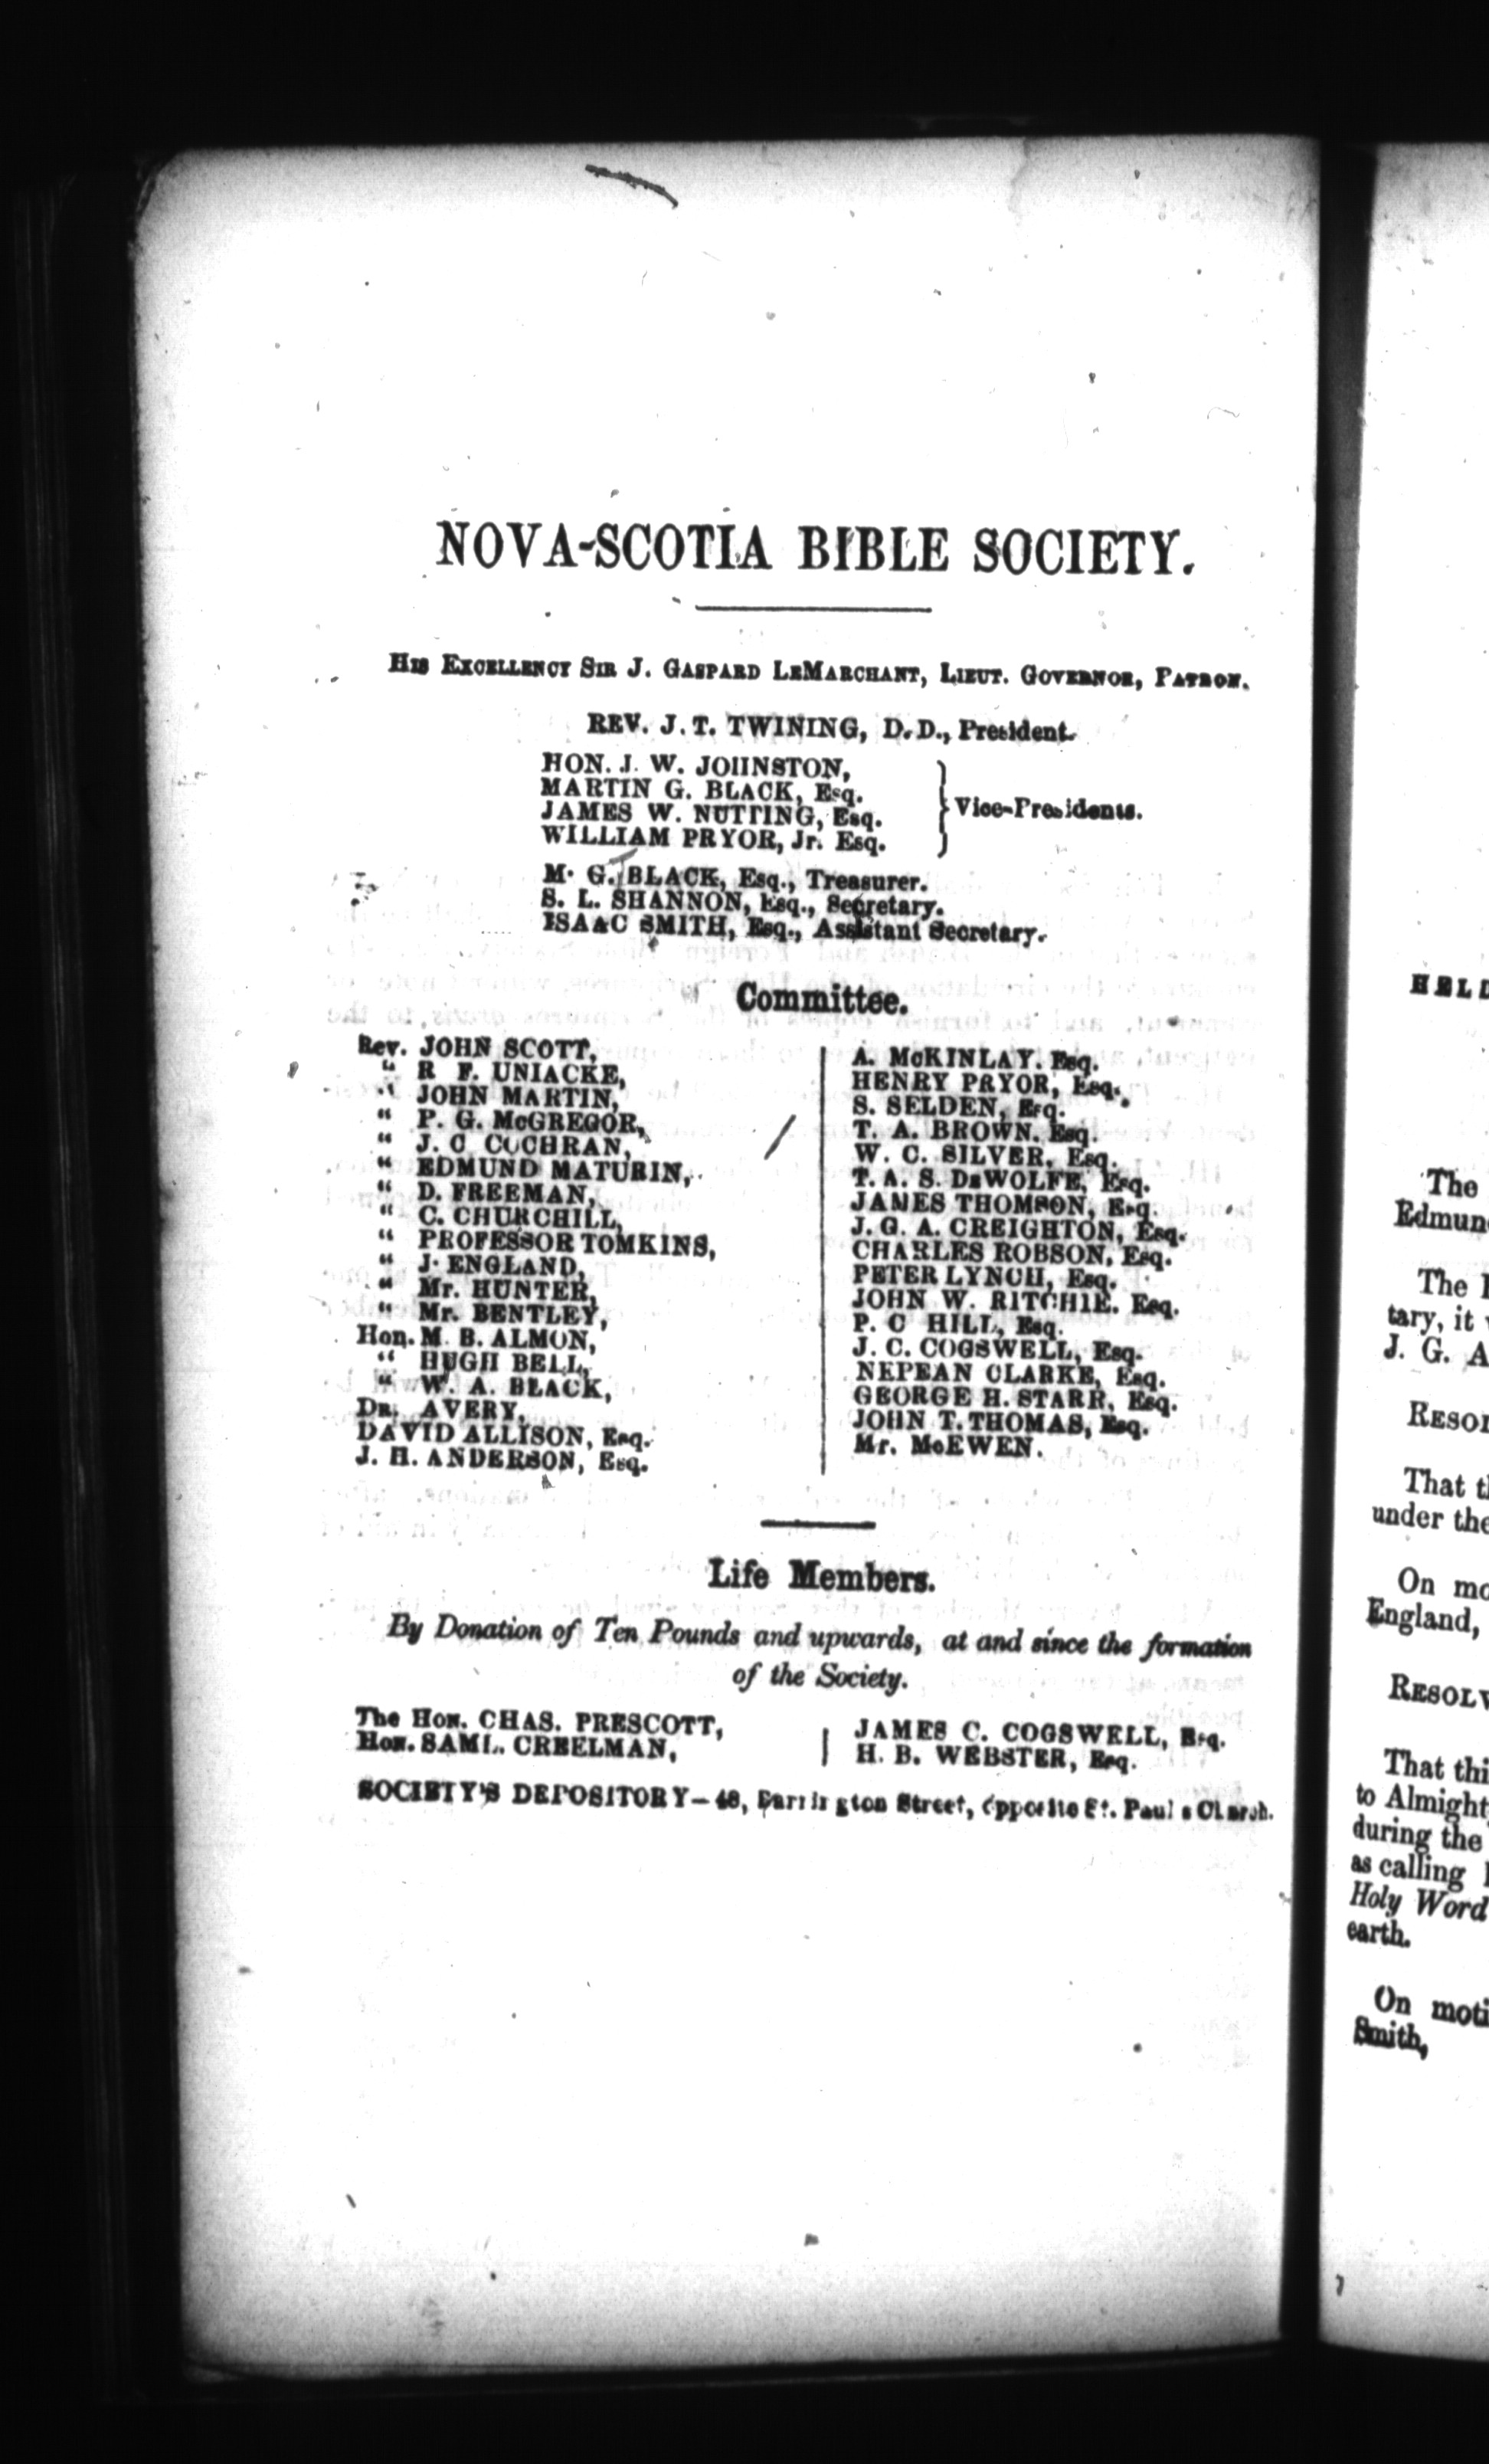 NOVA-SCOTIA BIBLE SOCIETY.
His Excellency Sir J. Gaspard LeMarchant, Lieut. Governor, Patron.
REV. J. T. TWINING, D. D., President.
HON. J. W. JOHNSTON,
MARTIN G. BLACK, Esq.
JAMES W. NUTTING, Esq.
WILLIAM PRYOR, Jr. Esq.
Vice-Presidents.
M. G. BLACK, Esq., Treasurer.
S. L. SHANNON, Esq., Secretary.
ISAAC SMITH, Esq., Assistant Secretary.
Committee.
Rev. JOHN SCOTT,
" R F. UNIACKE,
" JOHN MARTIN,
" P. G. McGREGOR,
" J. C COCHRAN,
" EDMUND MATURIN,
" D. FREEMAN,
" C. CHURCHILL,
" PROFESSOR TOMKINS,
" J. ENGLAND,
" Mr. HUNTER,
" Mr. BENTLEY,
Hon. M. B. ALMON,
" HUGH BELL,
" W. A. BLACK,
Dr. AVERY,
DAVID ALLISON, Esq.
J. H. ANDERSON, Esq.
A. McKINLAY. Esq.
HENRY PRYOR, Esq.
S. SELDEN, Esq.
T. A. BROWN. Esq.
W. C. SILVER, Esq.
T. A. S. DeWOLFE, Esq.
JAMES THOMSON, Esq.
J. G. A. CREIGHTON, Esq.
CHARLES ROBSON, Esq.
PETER LYNCH, Esq.
JOHN W. RITCHIE. Esq.
P. C HILL, Esq.
J. C. COGSWELL, Esq.
NEPEAN CLARKE, Esq.
GEORGE H. STARR, Esq.
JOHN T. THOMAS, Esq.
Mr. McEWEN.
Life Members.
By Donation of Ten Pounds and upwards, at and since the formation
of the Society.
The Hon. CHAS. PRESCOTT,
Hon. SAML. CREELMAN,
JAMES C. COGSWELL, Esq.
H. B. WEBSTER, Esq.
SOCIETY'S DEPOSITORY—48, Barrington Street, Opposite St. Paul s Church.
HELD
The
Edmun
The
tary, it
J. G. A
Resol
That t
under the
On mo
England,
Resolv
That thi
to Almight
during the
as calling
Holy Word
earth.
On moti
Smith,